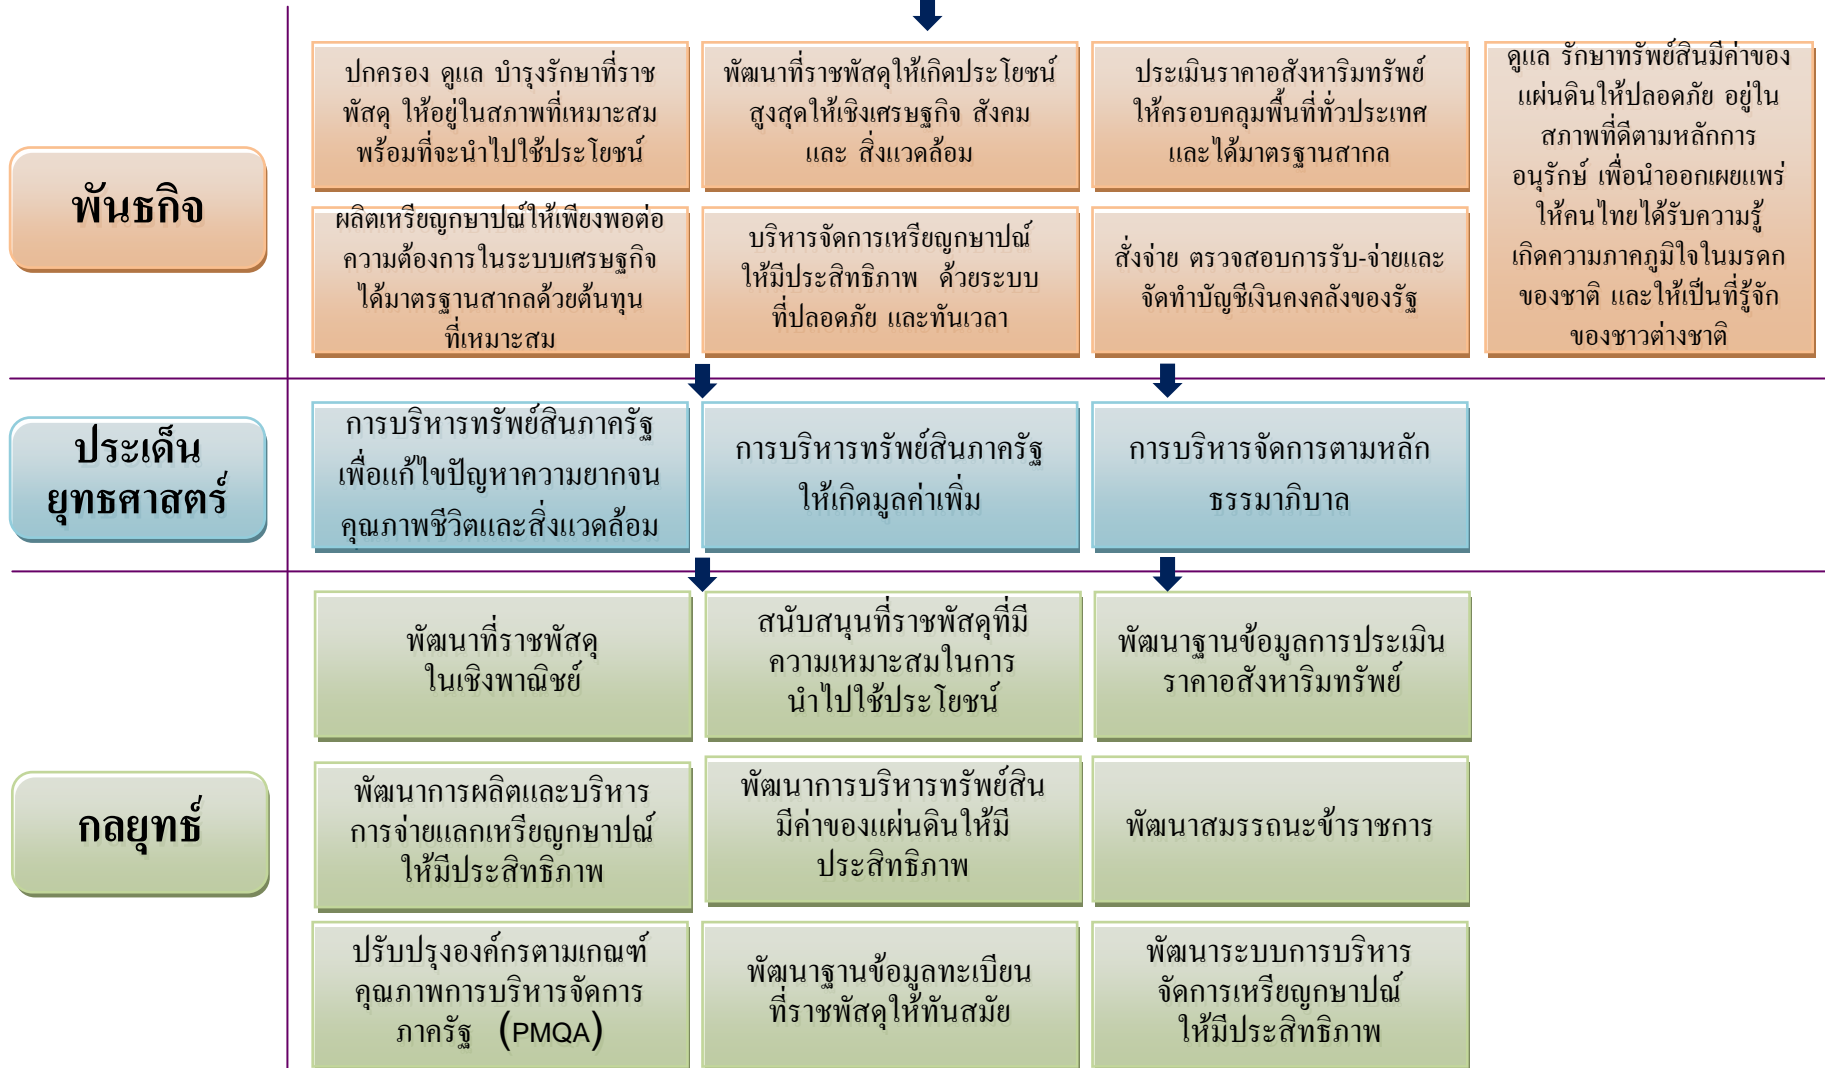 พันธกิจ
ปกครอง ดูแล บำรุงรักษาที่ราช
พัสดุ ให้อยู่ในสภาพที่เหมาะสม
พร้อมที่จะนำไปใช้ประโยชน์
พัฒนาที่ราชพัสดุให้เกิดประโยชน์
สูงสุดให้เชิงเศรษฐกิจ สังคม
และ สิ่งแวดล้อม
ประเมินราคาอสังหาริมทรัพย์
ให้ครอบคลุมพื้นที่ทั่วประเทศ
และได้มาตรฐานสากล
ดูแล รักษาทรัพย์สินมีค่าของ
แผ่นดินให้ปลอดภัย อยู่ใน
สภาพที่ดีตามหลักการ
อนุรักษ์ เพื่อนำออกเผยแพร่
ให้คนไทยได้รับความรู้
เกิดความภาคภูมิใจในมรดก
ของชาติ และให้เป็นที่รู้จัก
ของชาวต่างชาติ
ผลิตเหรียญกษาปณ์ให้เพียงพอต่อ
ความต้องการในระบบเศรษฐกิจ
ได้มาตรฐานสากลด้วยต้นทุน
ที่เหมาะสม
บริหารจัดการเหรียญกษาปณ์
ให้มีประสิทธิภาพ ด้วยระบบ
ที่ปลอดภัย และทันเวลา
สั่งจ่าย ตรวจสอบการรับ-จ่ายและ
จัดทำบัญชีเงินคงคลังของรัฐ
ประเด็น
ยุทธศาสตร์
การบริหารทรัพย์สินภาครัฐ
เพื่อแก้ไขปัญหาความยากจน
คุณภาพชีวิตและสิ่งแวดล้อม
การบริหารทรัพย์สินภาครัฐ
ให้เกิดมูลค่าเพิ่ม
การบริหารจัดการตามหลัก
ธรรมาภิบาล
กลยุทธ์
พัฒนาที่ราชพัสดุ
ในเชิงพาณิชย์
สนับสนุนที่ราชพัสดุที่มี
ความเหมาะสมในการ
นำไปใช้ประโยชน์
พัฒนาฐานข้อมูลการประเมิน
ราคาอสังหาริมทรัพย์
พัฒนาการผลิตและบริหาร
การจ่ายแลกเหรียญกษาปณ์
ให้มีประสิทธิภาพ
พัฒนาการบริหารทรัพย์สิน
มีค่าของแผ่นดินให้มี
ประสิทธิภาพ
พัฒนาสมรรถนะข้าราชการ
ปรับปรุงองค์กรตามเกณฑ์
คุณภาพการบริหารจัดการ
ภาครัฐ (PMQA)
พัฒนาฐานข้อมูลทะเบียน
ที่ราชพัสดุให้ทันสมัย
พัฒนาระบบการบริหาร
จัดการเหรียญกษาปณ์
ให้มีประสิทธิภาพ